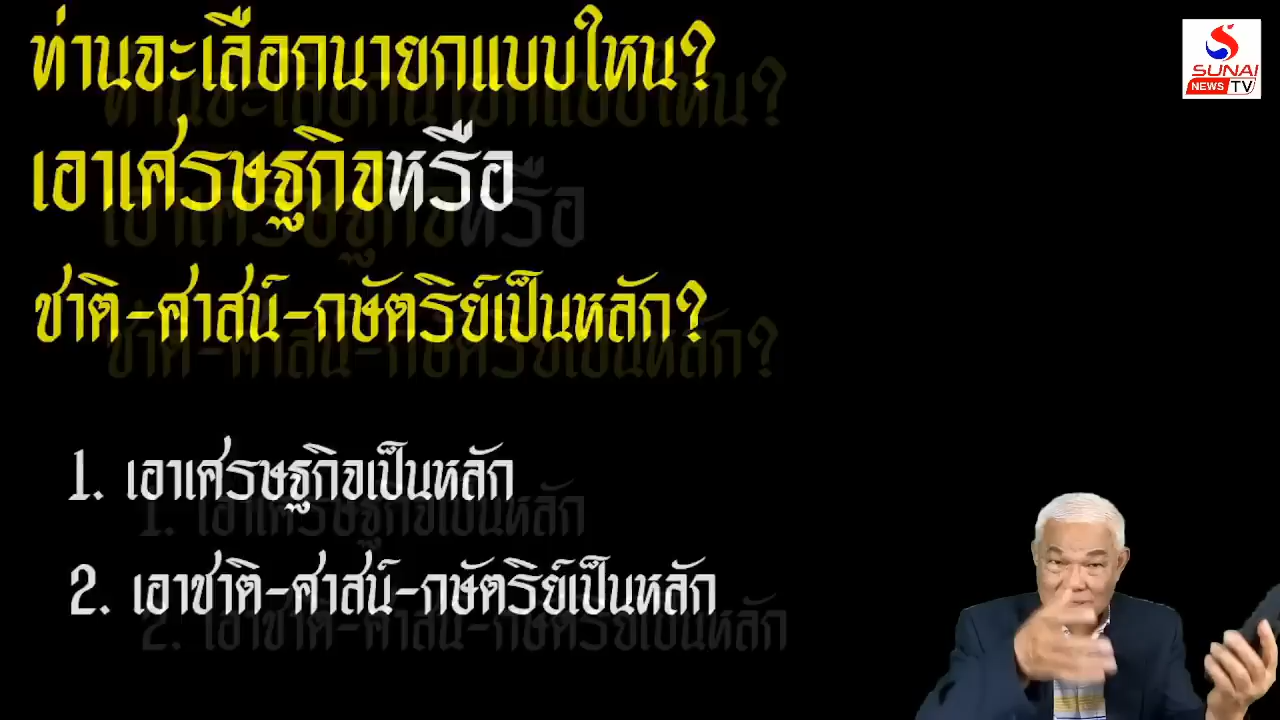 ท่านจะเลือกนายกแบบใหน?
เอาเศรษฐกิจหรือ
ชาติ-ศาสน์-กษัตริย์เป็นหลัก?
1. เอาเศรษฐกิจเป็นหลัก
2. เอาชาติ-ศาสน์-กษัตริย์เป็นหลัก
SUNAI
NEWS TV